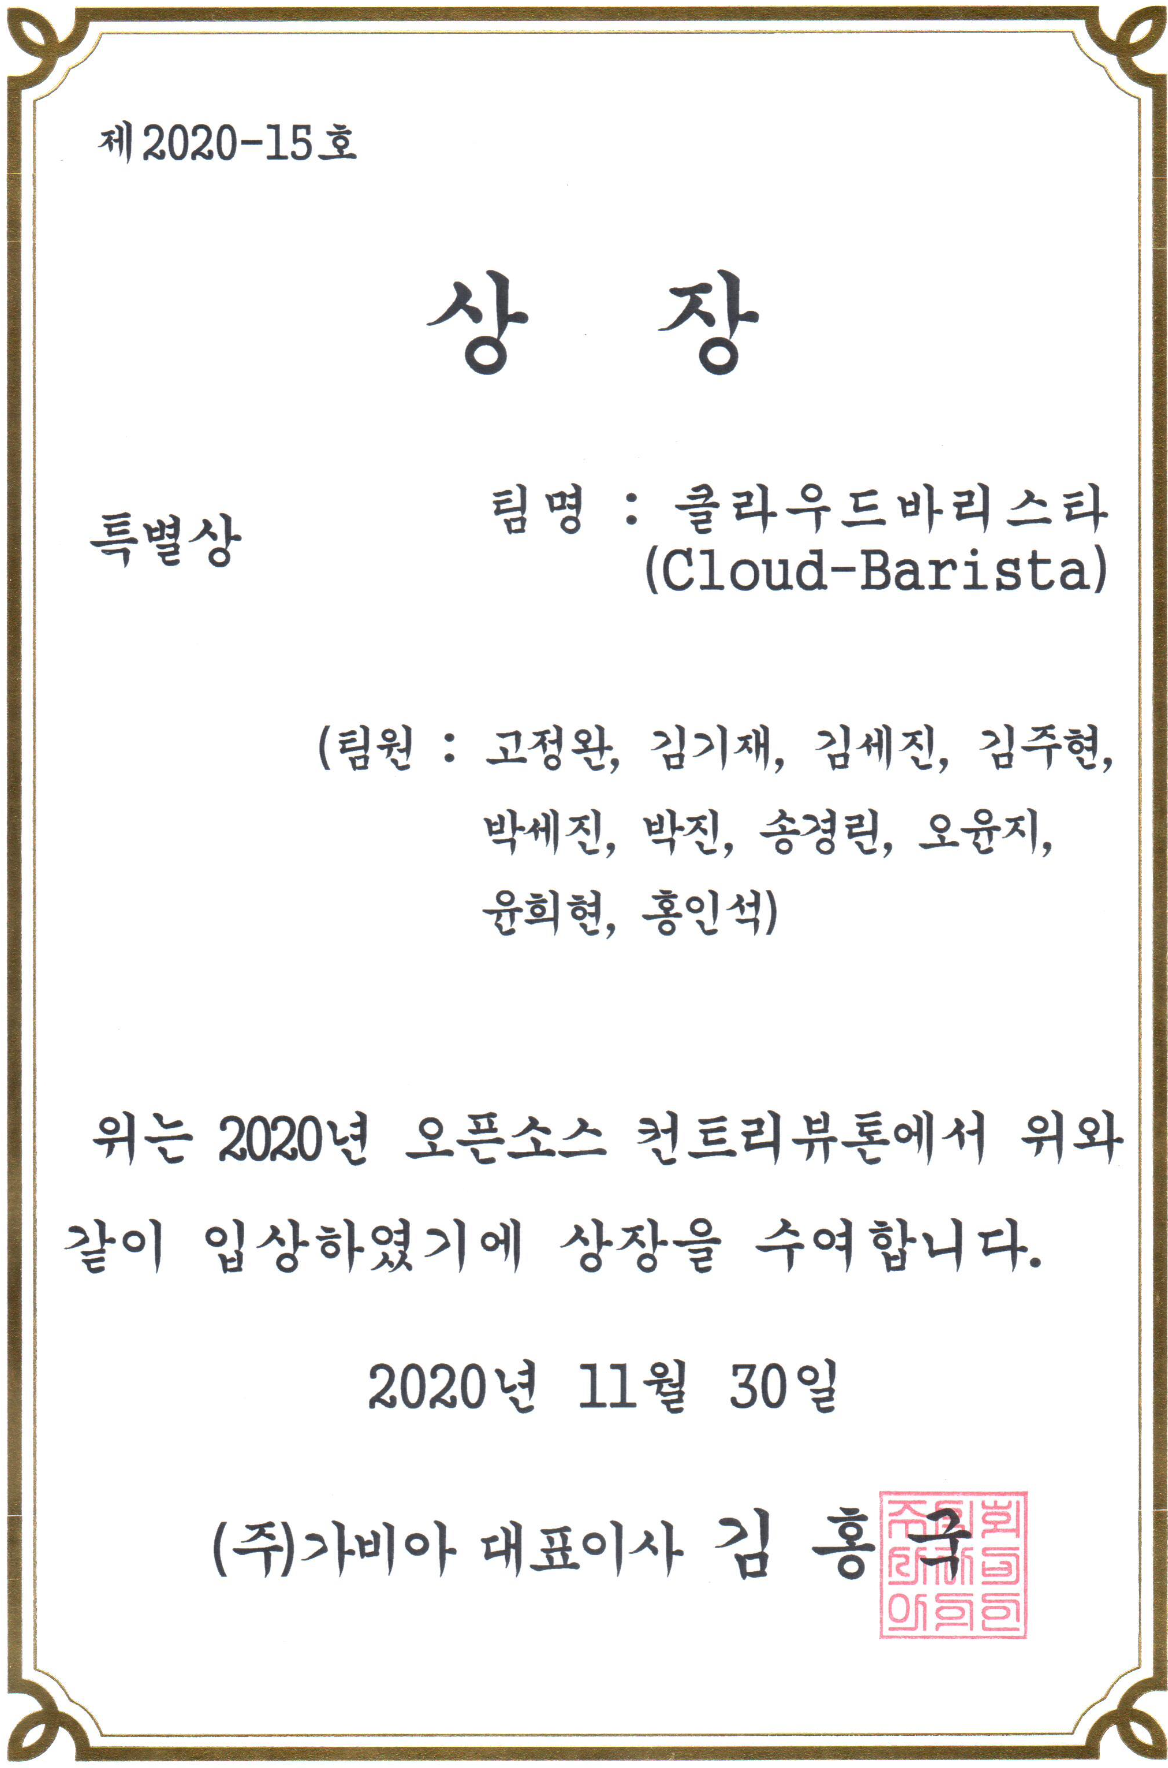 제2020-15호
상 장
특별상
팀명 : 클라우드바리스타
(Cloud-Barista)
(팀원 : 고정완, 김기재, 김세진, 김주현,
박세진, 박진, 송경린, 오윤지,
윤희현, 홍인석)
위는 2020년 오픈소스 컨트리뷰톤에서 위와
같이 입상하였기에 상장을 수여합니다.
2020년 11월 30일
(주)가비아 대표이사 김 홍 국